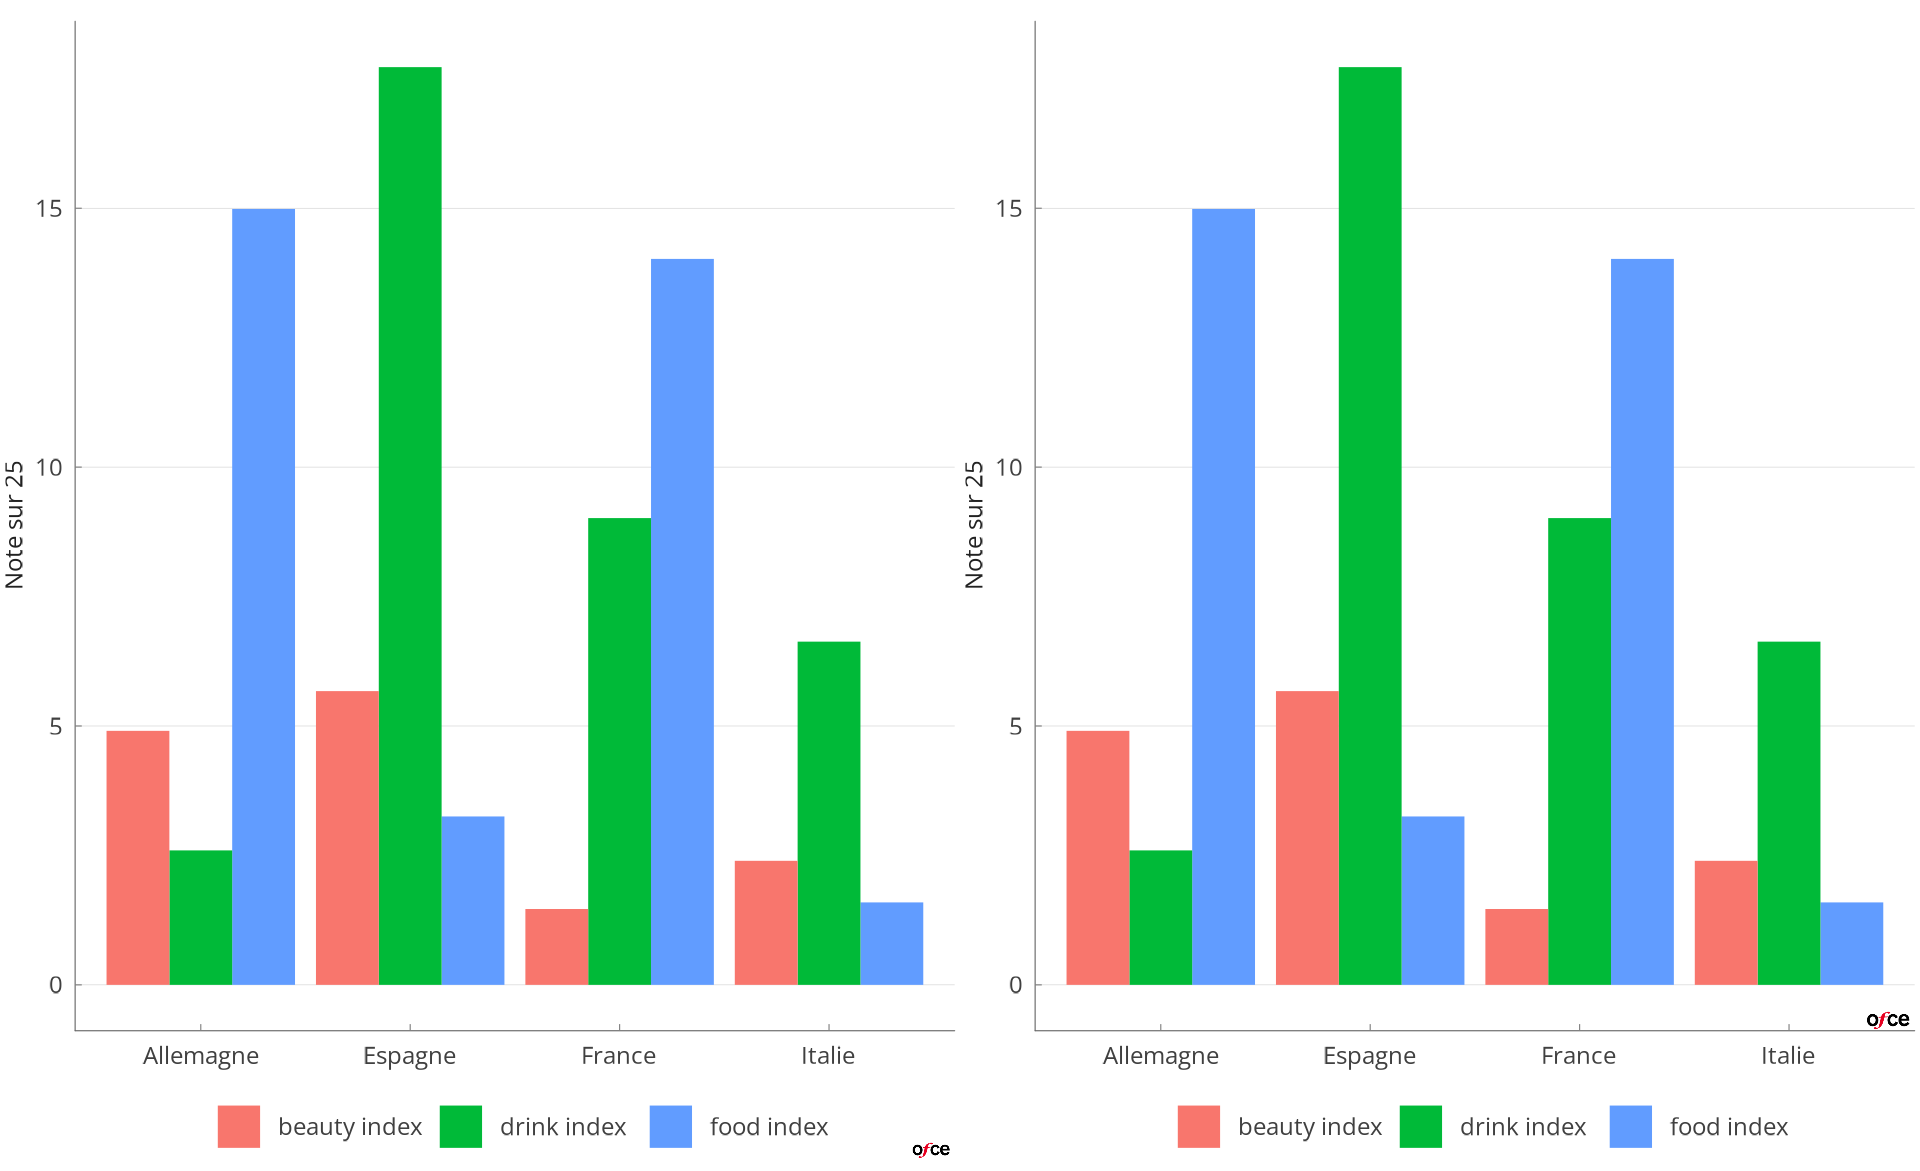 Note sur 25
15
10
5
0
Allemagne Espagne France Italie
beauty index drink index food index
ofce
Note sur 25
15
10
5
0
ofce
Allemagne Espagne France Italie
beauty index drink index food index